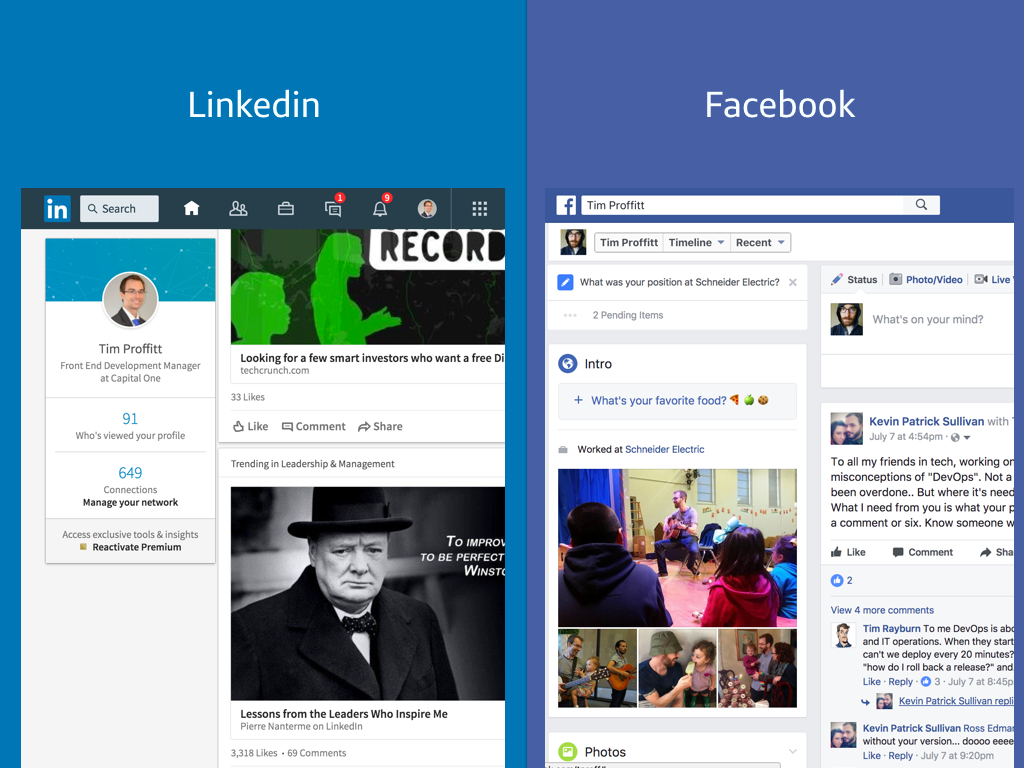 Linkedin
in
Search
1
9
Tim Proffitt
Front End Development Manager
at Capital One
91
Who's viewed your profile
649
Connections
Manage your network
Access exclusive tools & insights
Reactivate Premium
RECORD
Looking for a few smart investors who want a free Di
techcrunch.com
33 Likes
Like
Comment
Share
Trending in Leadership & Management
TO IMPROV
TO BE PERFECT
WINST
Lessons from the Leaders Who Inspire Me
Pierre Nanterme on LinkedIn
3,318 Likes • 69 Comments
Facebook
f
Tim Proffitt
Tim Proffitt
Timeline
Recent
What was your position at Schneider Electric?
2 Pending Items
Intro
+ What's your favorite food?
Worked at Schneider Electric
Photos
Status
Photo/Video
Live
What's on your mind?
Kevin Patrick Sullivan with
July 7 at 4:54pm ·
To all my friends in tech, working on
misconceptions of "DevOps". Not a
been overdone.. But where it's need
What I need from you is what your p
a comment or six. Know someone w
Like
Comment
Sha
2
View 4 more comments
Tim Rayburn To me DevOps is abo
and IT operations. When they start
can't we deploy every 20 minutes?
"how do I roll back a release?" and
Like · Reply · 3 · July 7 at 8:45p
Kevin Patrick Sullivan repli
Kevin Patrick Sullivan Ross Edmar
without your version... doooo eeee
Like · Reply · July 7 at 9:20pm